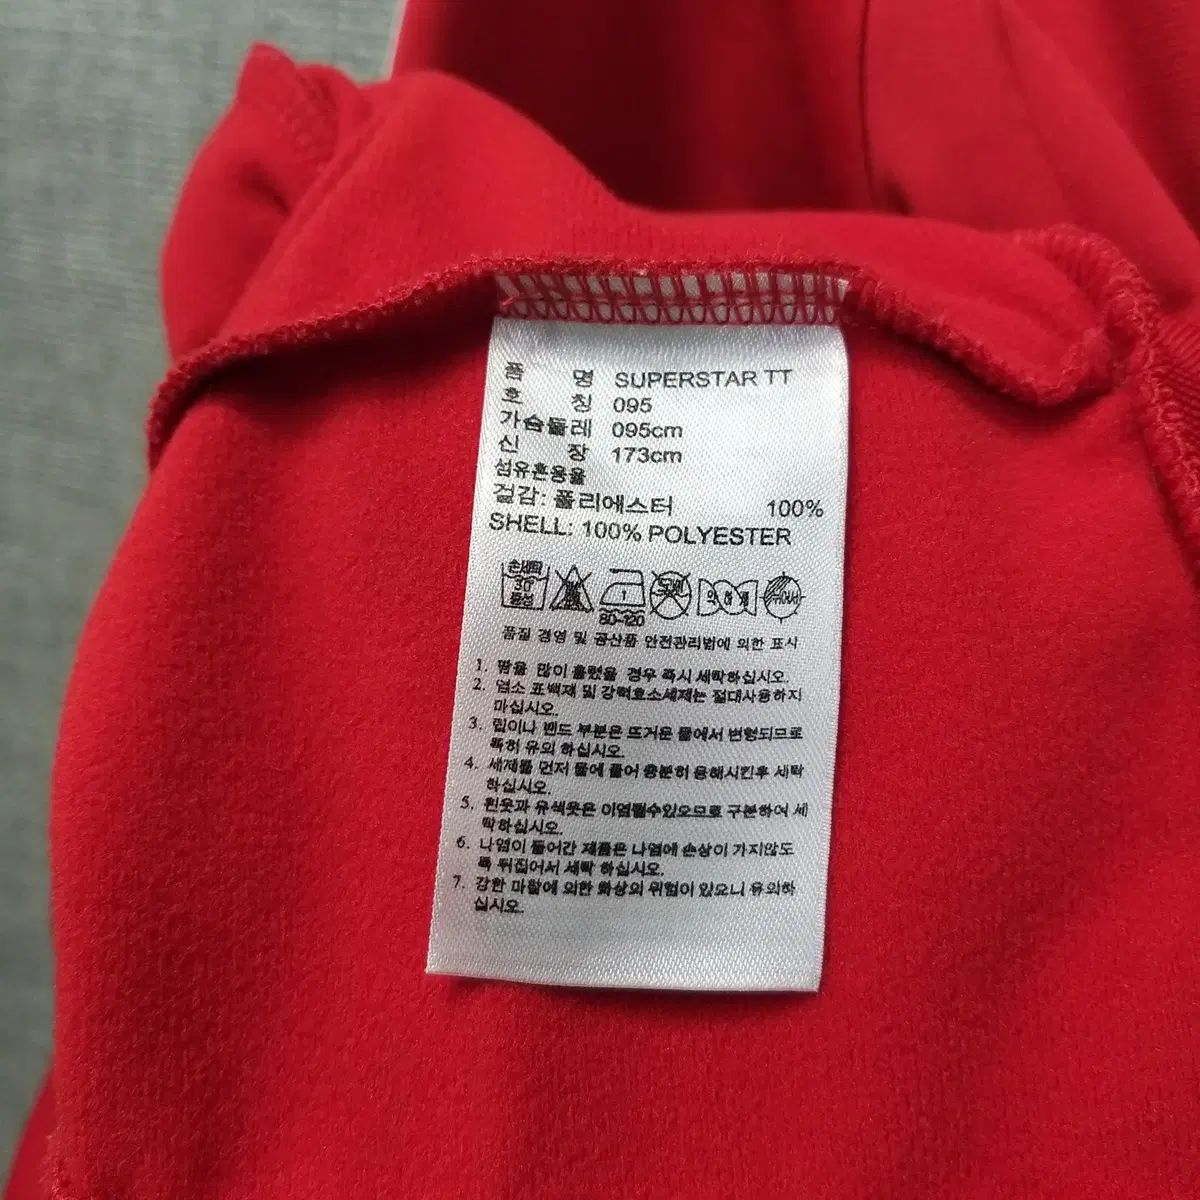 품 명 SUPERSTAR TT
호 칭 095
가슴둘레 095cm
신 장 173cm
섬유혼용율
겉감: 폴리에스터 100%
SHELL: 100% POLYESTER
손세탁 30 중성 1 80-120 약하게
품질 경영 및 공산품 안전관리법에 의한 표시
1. 땀을 많이 흘렸을 경우 즉시 세탁하십시오.
2. 염소 표백재 및 강력효소세제는 절대사용하지
마십시오.
3. 립이나 밴드 부분은 뜨거운 물에서 변형되므로
특히 유의 하십시오.
4. 세제를 먼저 물에 풀어 충분히 용해시킨후 세탁
하십시오.
5. 흰옷과 유색옷은 이염될수있으므로 구분하여 세
탁하십시오.
6. 나염이 들어간 제품은 나염에 손상이 가지않도
록 뒤집어서 세탁 하십시오.
7. 강한 마찰에 의한 화상의 위험이 있으니 유의하
십시오.